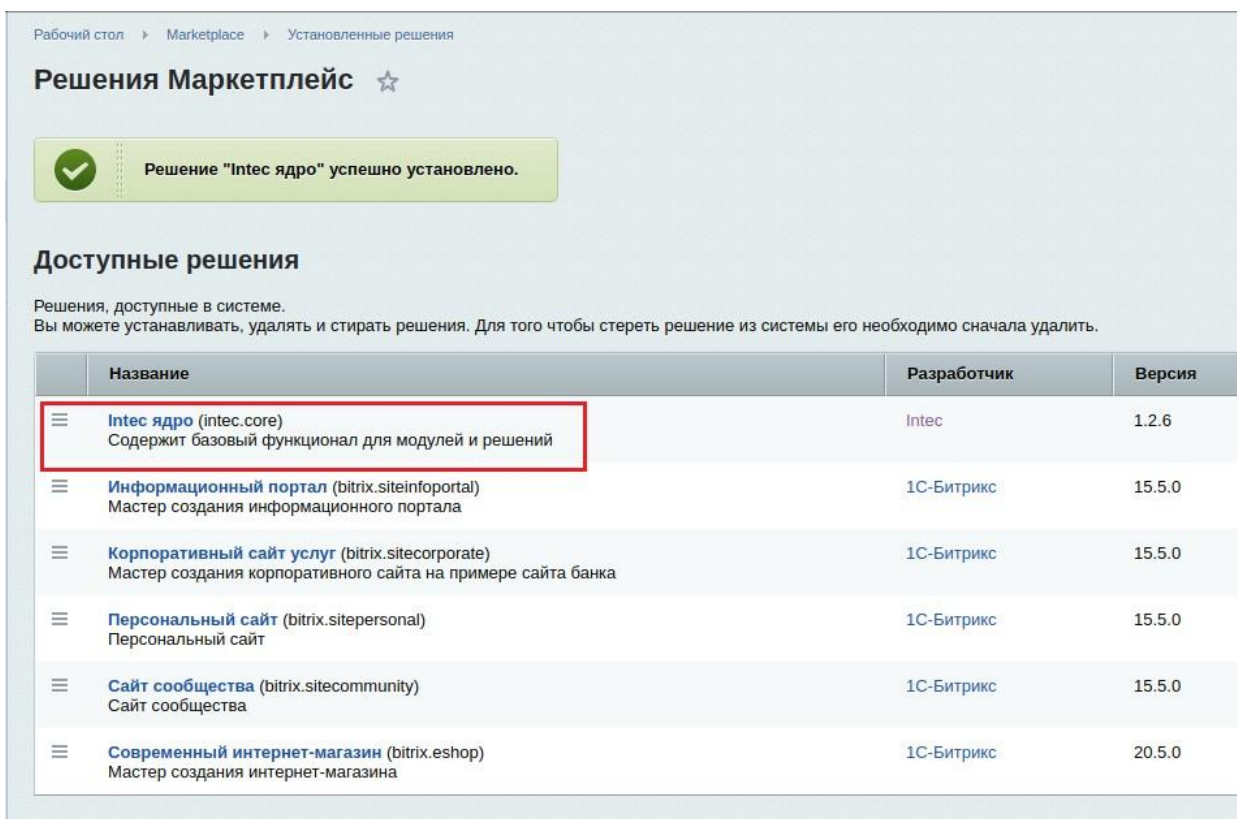 Рабочий стол Marketplace Установленные решения
Решения Маркетплейс
Решение "Intec ядро" успешно установлено.
Доступные решения
Решения, доступные в системе.
Вы можете устанавливать, удалять и стирать решения. Для того чтобы стереть решение из системы его необходимо сначала удалить.
Название Разработчик Версия
Intec ядро (intec.core) Intec 1.2.6
Содержит базовый функционал для модулей и решений
Информационный портал (bitrix.siteinfoportal) 1С-Битрикс 15.5.0
Мастер создания информационного портала
Корпоративный сайт услуг (bitrix.sitecorporate) 1С-Битрикс 15.5.0
Мастер создания корпоративного сайта на примере сайта банка
Персональный сайт (bitrix.sitepersonal) 1С-Битрикс 15.5.0
Персональный сайт
Сайт сообщества (bitrix.sitecommunity) 1С-Битрикс 15.5.0
Сайт сообщества
Современный интернет-магазин (bitrix.eshop) 1С-Битрикс 20.5.0
Мастер создания интернет-магазина